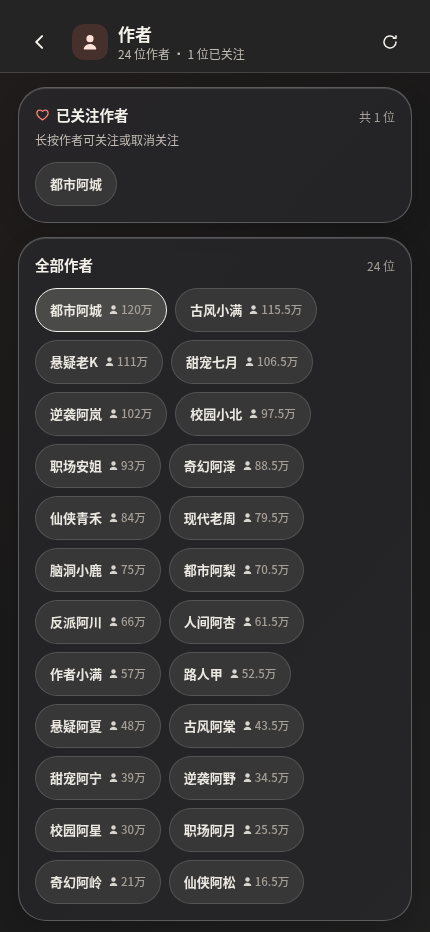 作者
24 位作者 · 1 位已关注
已关注作者 共 1 位
长按作者可关注或取消关注
都市阿城
全部作者 24 位
都市阿城 120万 古风小满 115.5万
悬疑老K 111万 甜宠七月 106.5万
逆袭阿岚 102万 校园小北 97.5万
职场安姐 93万 奇幻阿泽 88.5万
仙侠青禾 84万 现代老周 79.5万
脑洞小鹿 75万 都市阿梨 70.5万
反派阿川 66万 人间阿杏 61.5万
作者小满 57万 路人甲 52.5万
悬疑阿夏 48万 古风阿棠 43.5万
甜宠阿宁 39万 逆袭阿野 34.5万
校园阿星 30万 职场阿月 25.5万
奇幻阿岭 21万 仙侠阿松 16.5万